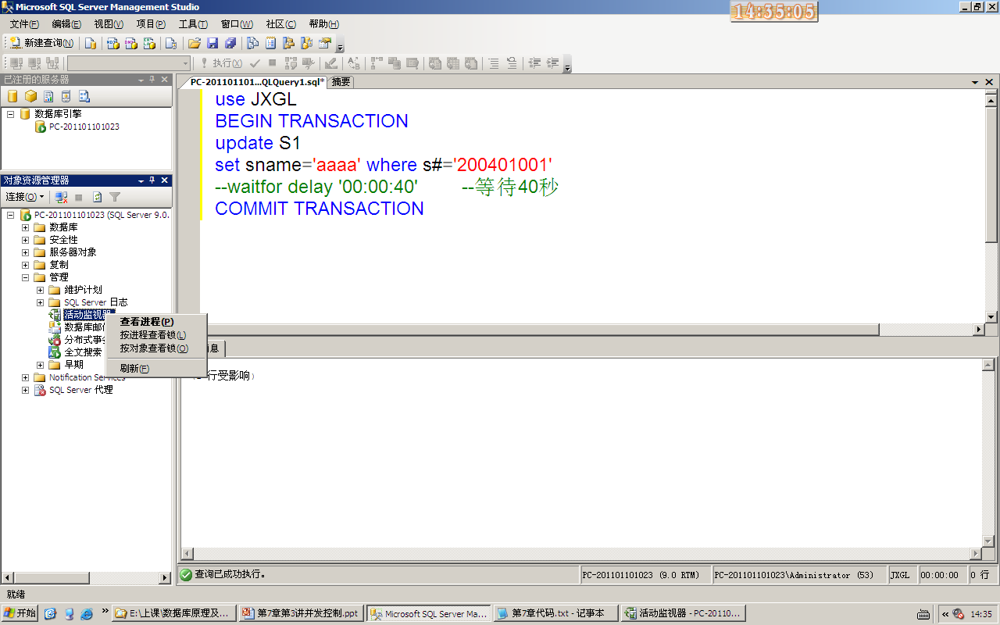 Microsoft SQL Server Management Studio
14:35:05
文件(F) 编辑(E) 视图(V) 项目(P) 工具(T) 窗口(W) 社区(C) 帮助(H)
新建查询(N)
执行(X)
已注册的服务器
数据库引擎
PC-201101101023
对象资源管理器
连接(O)
PC-201101101023 (SQL Server 9.0.
数据库
安全性
服务器对象
复制
管理
维护计划
SQL Server 日志
活动监视器
数据库邮
分布式事
全文搜索
早期
Notification Services
SQL Server 代理
查看进程(P)
按进程查看锁(L)
按对象查看锁(O)
刷新(F)
PC-201101101...QLQuery1.sql* 摘要
use JXGL
BEGIN TRANSACTION
update S1
set sname='aaaa' where s#='200401001'
--waitfor delay '00:00:40' --等待40秒
COMMIT TRANSACTION
息
行受影响)
查询已成功执行。
PC-201101101023 (9.0 RTM) PC-201101101023\Administrator (53) JXGL 00:00:00 0 行
就绪
开始 E:\上课\数据库原理及... 第7章第3讲并发控制.ppt Microsoft SQL Server Ma... 第7章代码.txt - 记事本 活动监视器 - PC-20110... 14:35